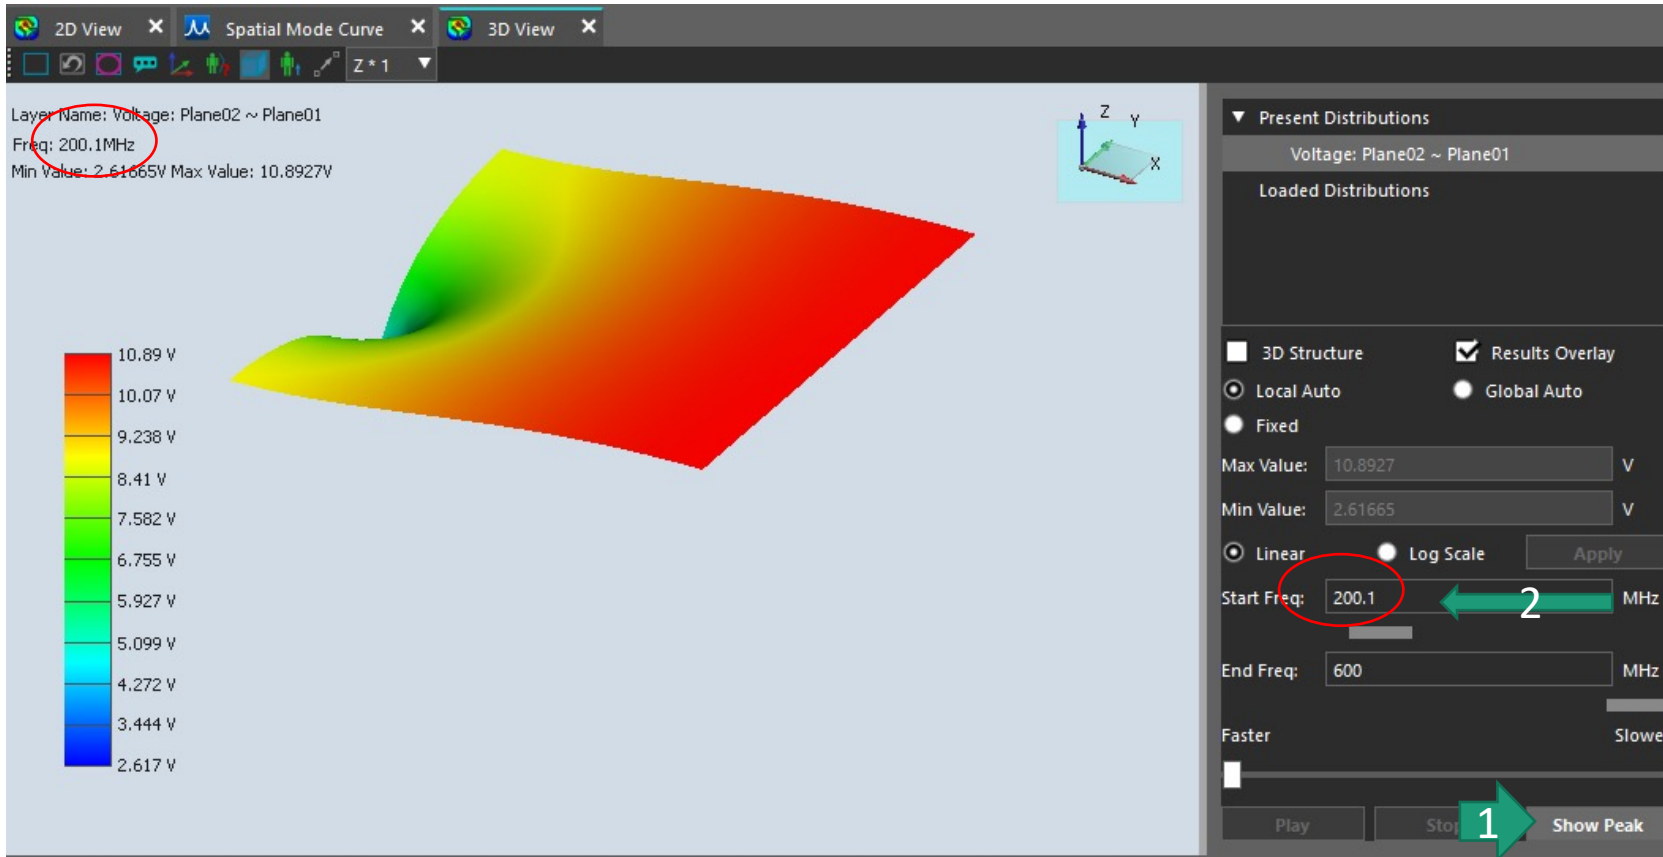 2D View
Spatial Mode Curve
3D View
Z * 1
Layer Name: Voltage: Plane02 ~ Plane01
Freq: 200.1MHz
Min Value: 2.61665V Max Value: 10.8927V
Z
Y
X
10.89 V
10.07 V
9.238 V
8.41 V
7.582 V
6.755 V
5.927 V
5.099 V
4.272 V
3.444 V
2.617 V
Present Distributions
Voltage: Plane02 ~ Plane01
Loaded Distributions
3D Structure
Results Overlay
Local Auto
Global Auto
Fixed
Max Value: 10.8927 V
Min Value: 2.61665 V
Linear
Log Scale
Apply
Start Freq: 200.1 MHz
2
End Freq: 600 MHz
Faster
Slowe
Play
Sto
1
Show Peak